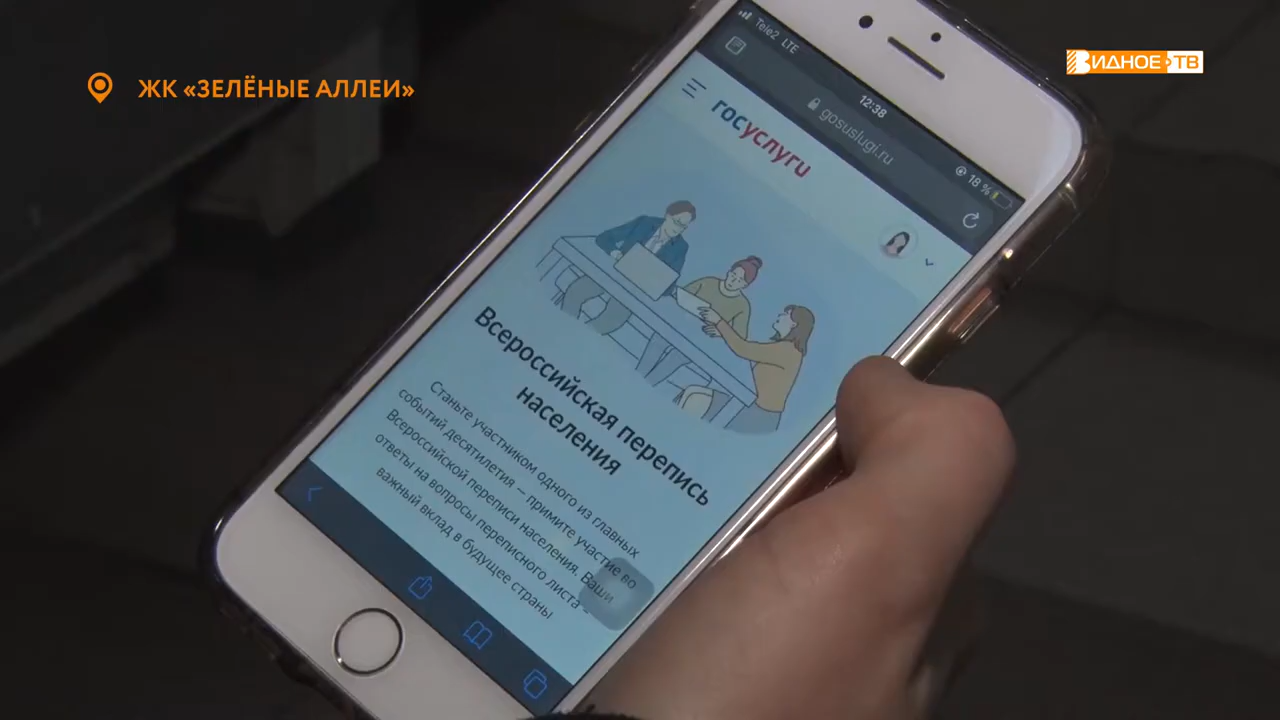 ЖК «ЗЕЛЁНЫЕ АЛЛЕИ»
ВИДНОЕ ТВ
Tele2 LTE
12:38
18 %
gosuslugi.ru
госуслуги
Всероссийская перепись
населения
Станьте участником одного из главных
событий десятилетия — примите участие во
Всероссийской переписи населения. Ваши
ответы на вопросы переписного листа –
важный вклад в будущее страны